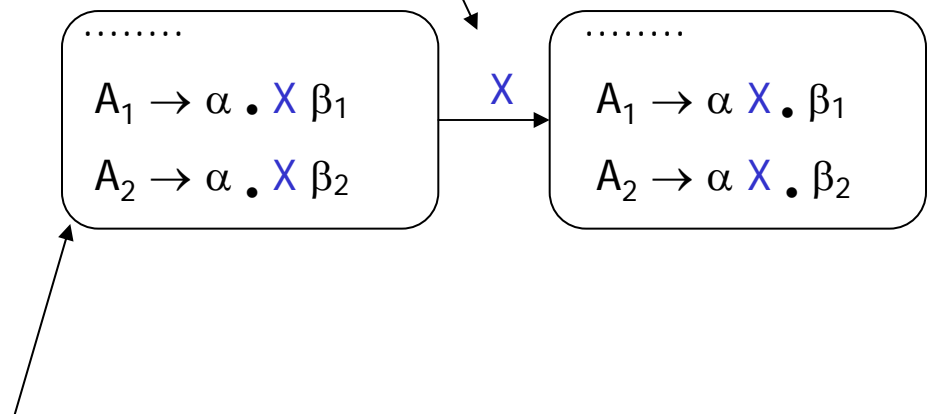 ........
A₁ → α . X β₁
A₂ → α . X β₂
X
........
A₁ → α X . β₁
A₂ → α X . β₂